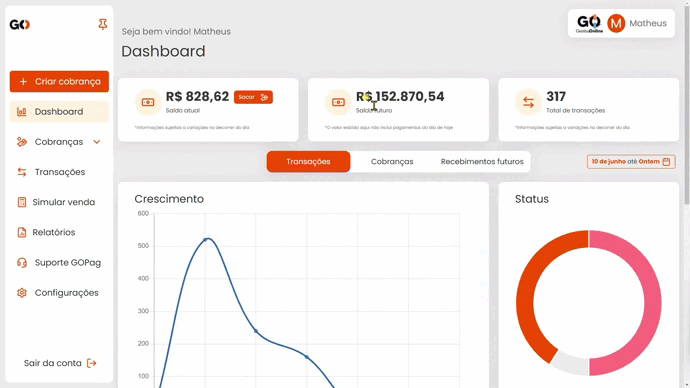 GO
Criar cobrança
Dashboard
Cobranças
Transações
Simular venda
Relatórios
Suporte GOPag
Configurações
Sair da conta
Seja bem vindo! Matheus
Dashboard
GO
GestãoOnline
M
Matheus
R$ 828,62
Sacar
Saldo atual
*Informações sujeitas a variações no decorrer do dia
R$ 152.870,54
Saldo futuro
*O valor exibido aqui não inclui pagamentos do dia de hoje
317
Total de transações
*Informações sujeitas a variações no decorrer do dia
Transações
Cobranças
Recebimentos futuros
10 de junho até Ontem
Crescimento
600
500
400
300
200
100
Status